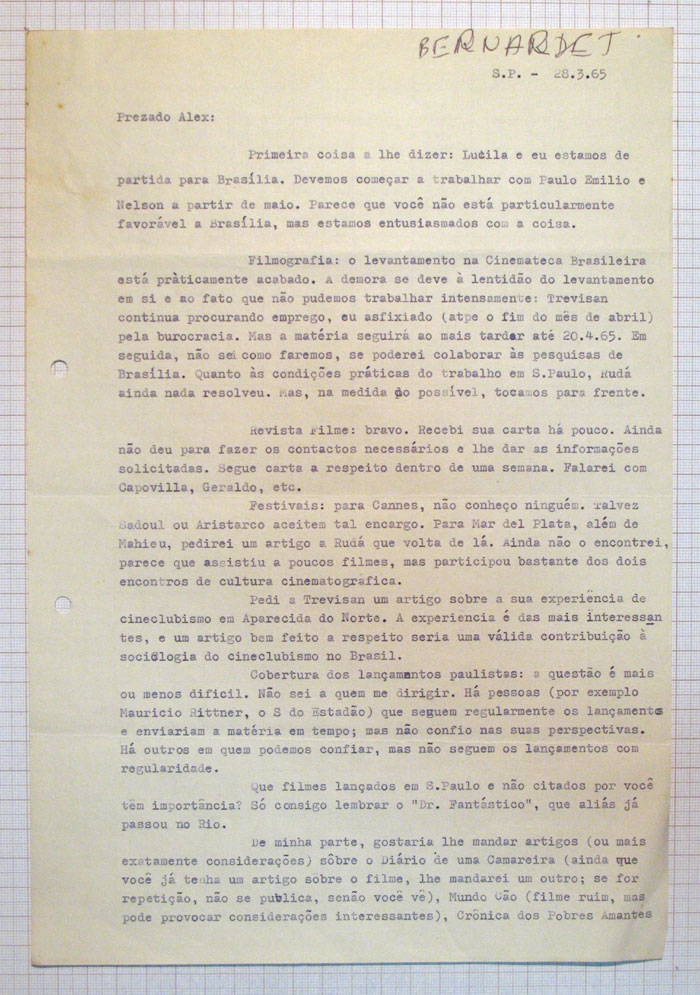 BERNARDET.
S.P. - 28.3.65
Prezado Alex:
Primeira coisa a lhe dizer: Lucila e eu estamos de
partida para Brasília. Devemos começar a trabalhar com Paulo Emilio e
Nelson a partir de maio. Parece que você não está particularmente
favorável a Brasília, mas estamos entusiasmados com a coisa.
Filmografia: o levantamento na Cinemateca Brasileira
está pràticamente acabado. A demora se deve à lentidão do levantamento
em si e ao fato que não pudemos trabalhar intensamente: Trevisan
continua procurando emprego, eu asfixiado (atpe o fim do mês de abril)
pela burocracia. Mas a matéria seguirá ao mais tardar até 20.4.65. Em
seguida, não sei como faremos, se poderei colaborar às pesquisas de
Brasília. Quanto às condições práticas do trabalho em S.Paulo, Rudá
ainda nada resolveu. Mas, na medida do possível, tocamos para frente.
Revista Filme: bravo. Recebi sua carta há pouco. Ainda
não deu para fazer os contactos necessários e lhe dar as informações
solicitadas. Segue carta a respeito dentro de uma semana. Falarei com
Capovilla, Geraldo, etc.
Festivais: para Cannes, não conheço ninguém. Talvez
Sadoul ou Aristarco aceitem tal encargo. Para Mar del Plata, além de
Mahieu, pedirei um artigo a Rudá que volta de lá. Ainda não o encontrei,
parece que assistiu a poucos filmes, mas participou bastante dos dois
encontros de cultura cinematografica.
Pedi a Trevisan um artigo sobre a sua experiência de
cineclubismo em Aparecida do Norte. A experiencia é das mais interessan
tes, e um artigo bem feito a respeito seria uma válida contribuição à
sociologia do cineclubismo no Brasil.
Cobertura dos lançamentos paulistas: a questão é mais
ou menos dificil. Não sei a quem me dirigir. Há pessoas (por exemplo
Mauricio Rittner, o S do Estadão) que seguem regularmente os lançamentos
e enviariam a matéria em tempo; mas não confio nas suas perspectivas.
Há outros em quem podemos confiar, mas não seguem os lançamentos com
regularidade.
Que filmes lançados em S.Paulo e não citados por você
têm importância? Só consigo lembrar o "Dr. Fantástico", que aliás já
passou no Rio.
De minha parte, gostaria lhe mandar artigos (ou mais
exatamente considerações) sôbre o Diário de uma Camareira (ainda que
você já tenha um artigo sobre o filme, lhe mandarei um outro; se for
repetição, não se publica, senão você vê), Mundo Cão (filme ruim, mas
pode provocar considerações interessantes), Crônica dos Pobres Amantes